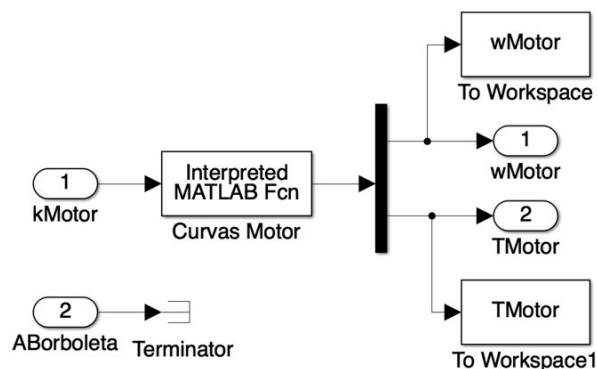 wMotor
To Workspace
1
wMotor
1
kMotor
Interpreted
MATLAB Fcn
Curvas Motor
2
TMotor
2
ABorboleta
Terminator
TMotor
To Workspace1